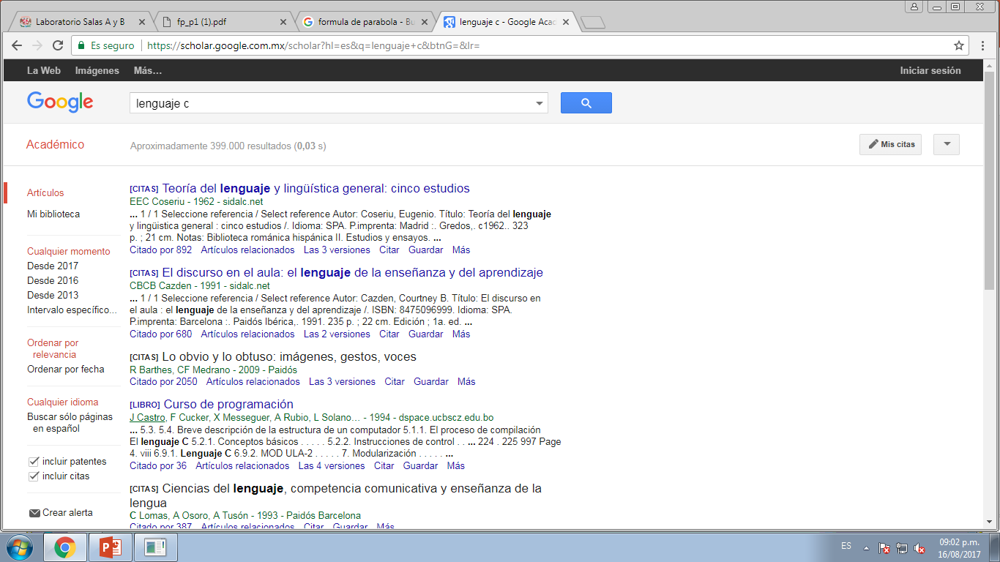 Laboratorio Salas A y B
fp_p1 (1).pdf
formula de parabola - Bu
lenguaje c - Google Aca
Es seguro
https://scholar.google.com.mx/scholar?hl=es&q=lenguaje+c&btnG=&lr=
La Web Imágenes Más… Iniciar sesión
Google
lenguaje c
Académico
Aproximadamente 399.000 resultados (0,03 s)
Mis citas
Artículos
Mi biblioteca
Cualquier momento
Desde 2017
Desde 2016
Desde 2013
Intervalo específico...
Ordenar por
relevancia
Ordenar por fecha
Cualquier idioma
Buscar sólo páginas
en español
incluir patentes
incluir citas
Crear alerta
[CITAS] Teoría del lenguaje y lingüística general: cinco estudios
EEC Coseriu - 1962 - sidalc.net
... 1 / 1 Seleccione referencia / Select reference Autor: Coseriu, Eugenio. Título: Teoría del lenguaje
y lingüistica general : cinco estudios /. Idioma: SPA. P.imprenta: Madrid :. Gredos,. c1962.. 323
p. ; 21 cm. Notas: Biblioteca románica hispánica II. Estudios y ensayos. ...
Citado por 892 Artículos relacionados Las 3 versiones Citar Guardar Más
[CITAS] El discurso en el aula: el lenguaje de la enseñanza y del aprendizaje
CBCB Cazden - 1991 - sidalc.net
... 1 / 1 Seleccione referencia / Select reference Autor: Cazden, Courtney B. Título: El discurso en
el aula : el lenguaje de la enseñanza y del aprendizaje /. ISBN: 8475096999. Idioma: SPA.
P.imprenta: Barcelona :. Paidós Ibérica,. 1991. 235 p. ; 22 cm. Edición ; 1a. ed. ...
Citado por 680 Artículos relacionados Las 2 versiones Citar Guardar Más
[CITAS] Lo obvio y lo obtuso: imágenes, gestos, voces
R Barthes, CF Medrano - 2009 - Paidós
Citado por 2050 Artículos relacionados Las 3 versiones Citar Guardar Más
[LIBRO] Curso de programación
J Castro, F Cucker, X Messeguer, A Rubio, L Solano… - 1994 - dspace.ucbscz.edu.bo
... 5.3. 5.4. Breve descripción de la estructura de un computador 5.1.1. El proceso de compilación
El lenguaje C 5.2.1. Conceptos básicos . . . . . 5.2.2. Instrucciones de control . . ... 224 . 225 997 Page
4. viii 6.9.1. Lenguaje C 6.9.2. MOD ULA-2 . . . . . 7. Modularización . . . . . ...
Citado por 36 Artículos relacionados Las 4 versiones Citar Guardar Más
[CITAS] Ciencias del lenguaje, competencia comunicativa y enseñanza de la
lengua
C Lomas, A Osoro, A Tusón - 1993 - Paidós Barcelona
Citado por 387 Artículos relacionados Citar Guardar Más
ES
09:02 p.m.
16/08/2017